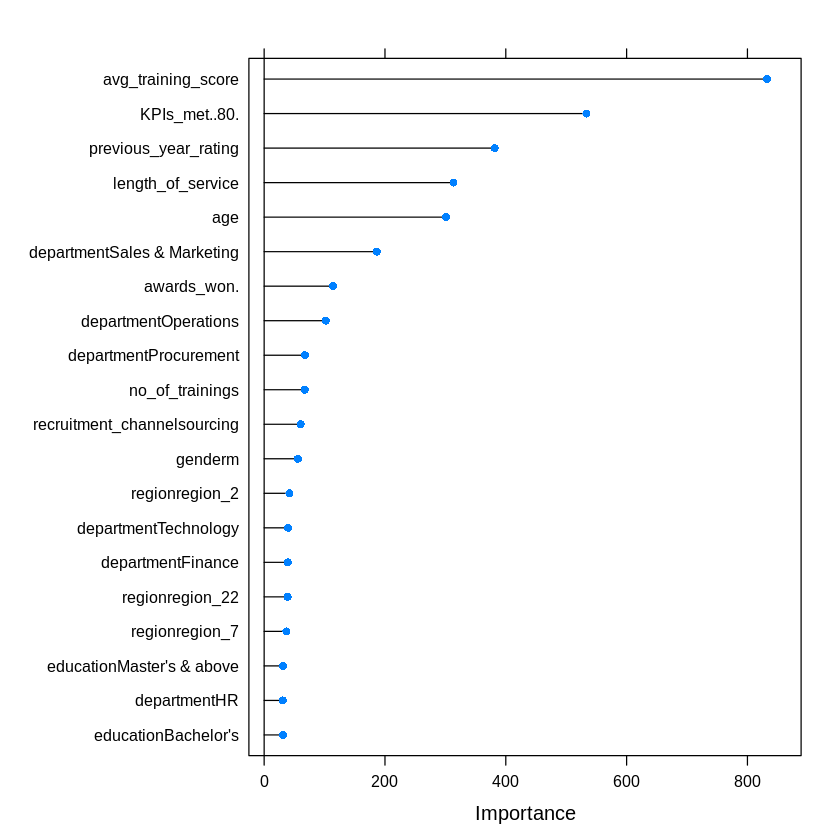 avg_training_score
KPIs_met..80.
previous_year_rating
length_of_service
age
departmentSales & Marketing
awards_won.
departmentOperations
departmentProcurement
no_of_trainings
recruitment_channelsourcing
genderm
regionregion_2
departmentTechnology
departmentFinance
regionregion_22
regionregion_7
educationMaster's & above
departmentHR
educationBachelor's
0 200 400 600 800
Importance